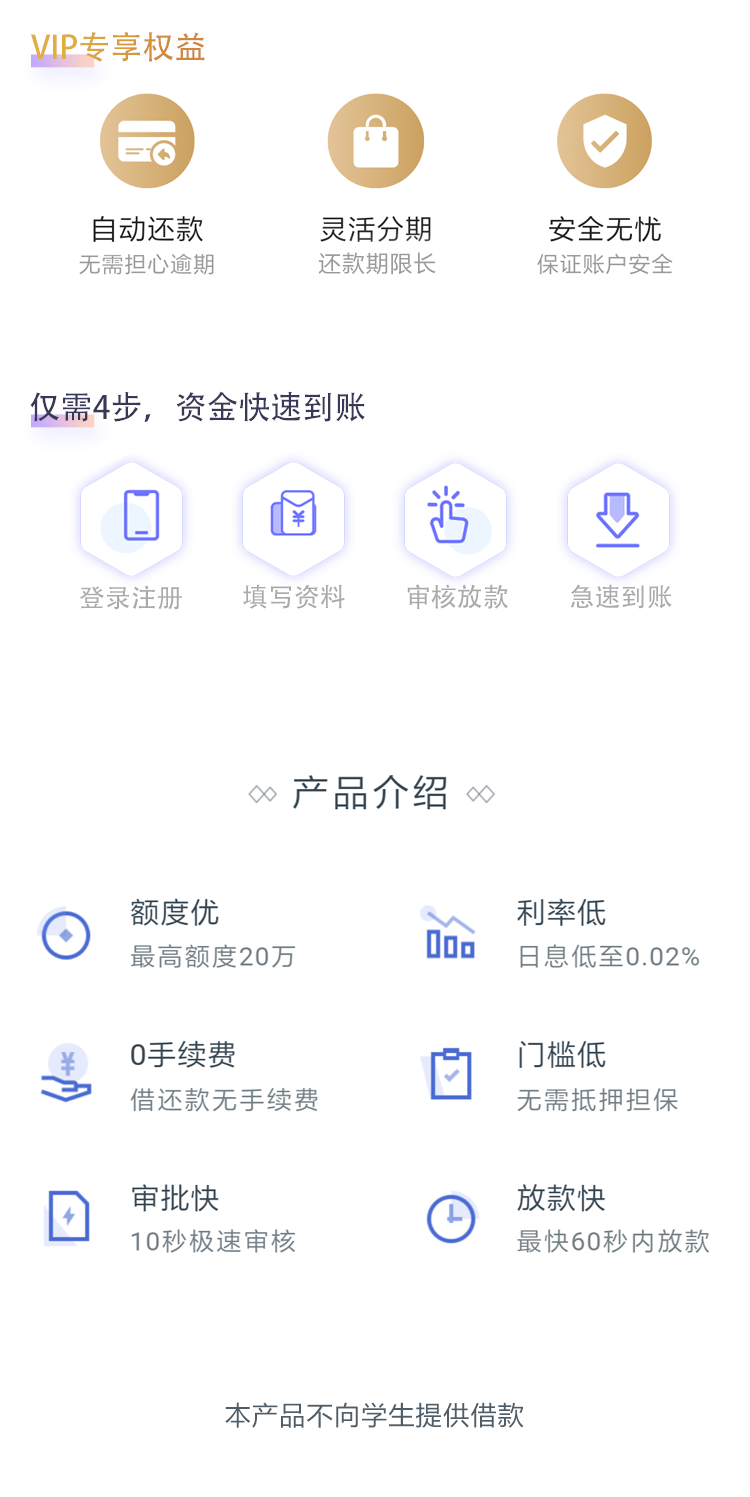 VIP专享权益
自动还款
灵活分期
安全无忧
无需担心逾期
还款期限长
保证账户安全
仅需4步，资金快速到账
¥
登录注册
填写资料
审核放款
急速到账
产品介绍
额度优
利率低
最高额度20万
日息低至0.02%
¥
0手续费
门槛低
借还款无手续费
无需抵押担保
审批快
放款快
10秒极速审核
最快60秒内放款
本产品不向学生提供借款